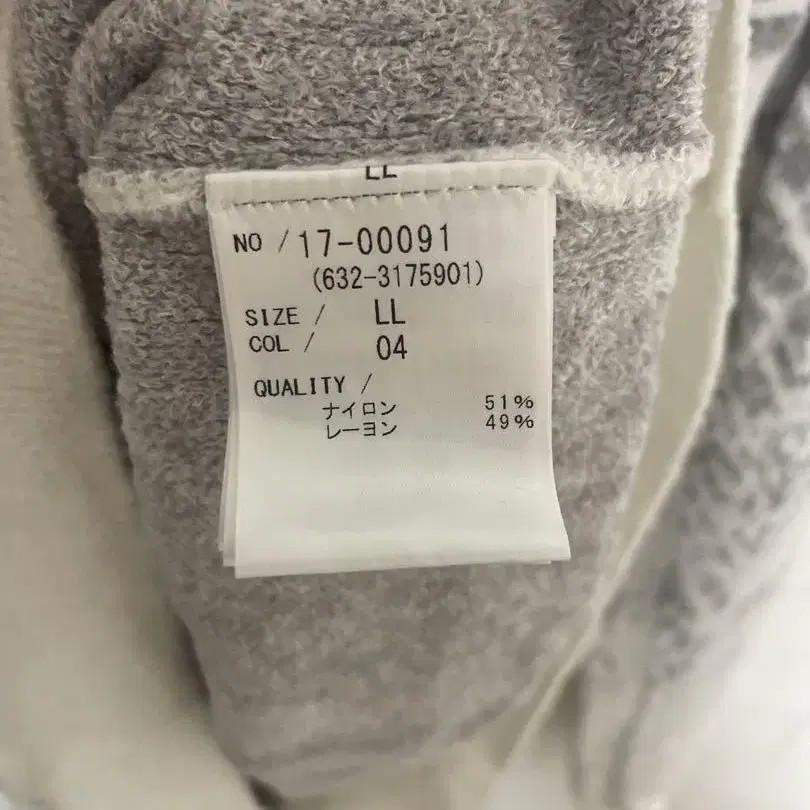 LL
NO / 17-00091
(632-3175901)
SIZE / LL
COL / 04
QUALITY /
ナイロン 51%
レーヨン 49%